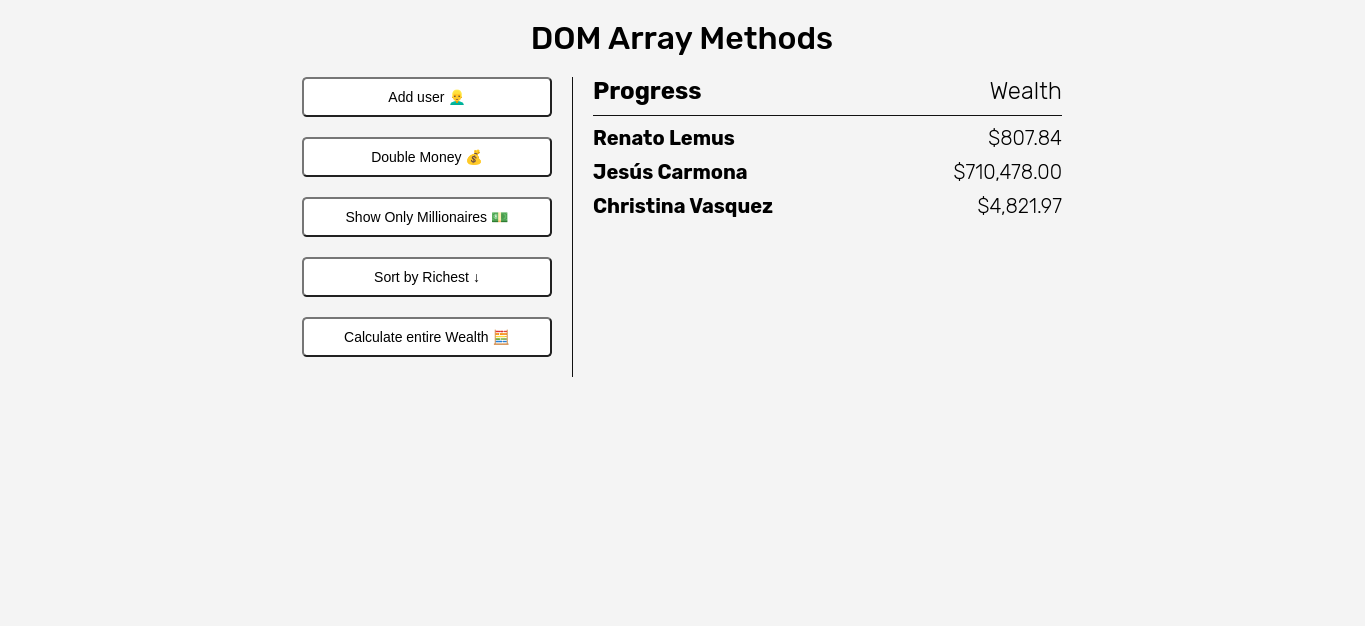 DOM Array Methods
Add user 👱‍♂️
Double Money 💰
Show Only Millionaires 💵
Sort by Richest ↓
Calculate entire Wealth 🧮
Progress Wealth
Renato Lemus $807.84
Jesús Carmona $710,478.00
Christina Vasquez $4,821.97